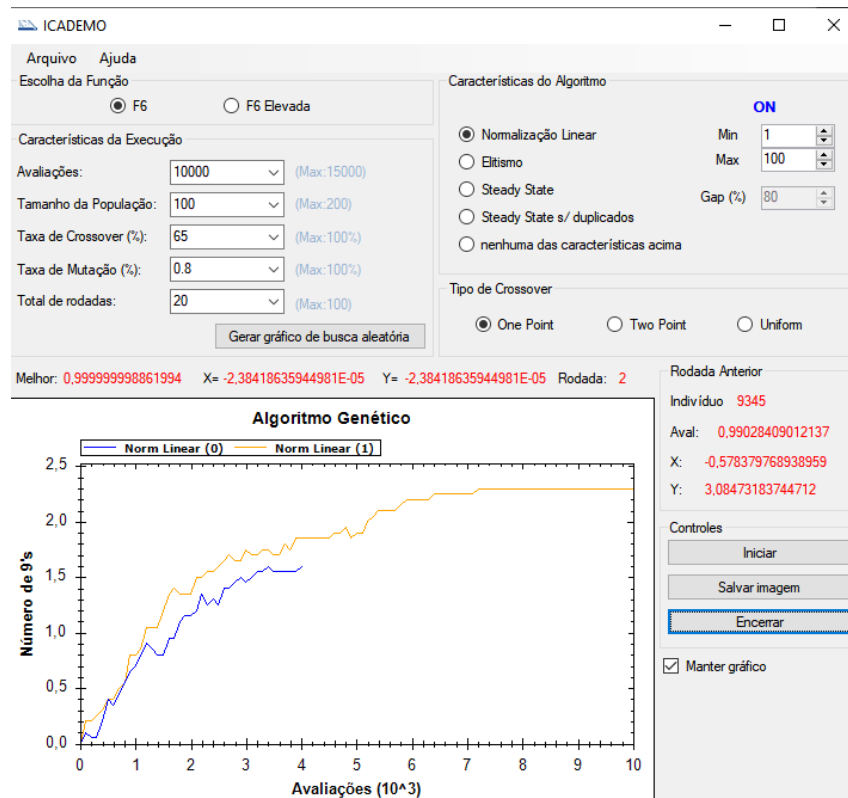 ICADEMO
Arquivo Ajuda
Escolha da Função
F6 F6 Elevada
Características da Execução
Avaliações: 10000 (Max:15000)
Tamanho da População: 100 (Max:200)
Taxa de Crossover (%): 65 (Max:100%)
Taxa de Mutação (%): 0.8 (Max:100%)
Total de rodadas: 20 (Max:100)
Gerar gráfico de busca aleatória
Características do Algoritmo
ON
Normalização Linear Min 1
Elitismo Max 100
Steady State Gap (%) 80
Steady State s/ duplicados
nenhuma das características acima
Tipo de Crossover
One Point Two Point Uniform
Melhor: 0,999999998861994 X= -2,38418635944981E-05 Y= -2,38418635944981E-05 Rodada: 2
Rodada Anterior
Indivíduo 9345
Aval: 0,99028409012137
X: -0,578379768938959
Y: 3,08473183744712
Controles
Iniciar
Salvar imagem
Encerrar
Manter gráfico
Algoritmo Genético
Norm Linear (0) Norm Linear (1)
Número de 9's
2,5
2,0
1,5
1,0
0,5
0,0
0 1 2 3 4 5 6 7 8 9 10
Avaliações (10^3)